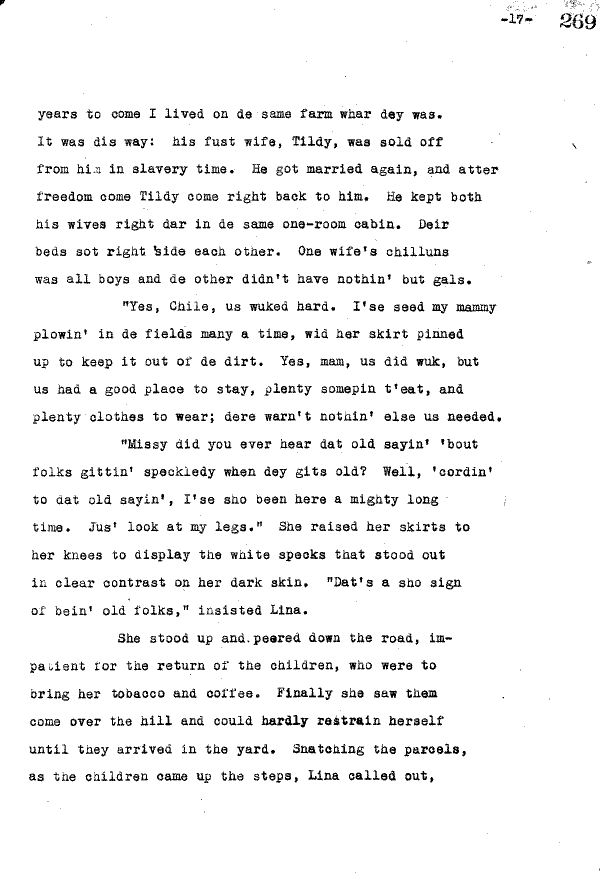 -17- 269
years to come I lived on de same farm whar dey was.
It was dis way: his fust wife, Tildy, was sold off
from him in slavery time. He got married again, and atter
freedom come Tildy come right back to him. He kept both
his wives right dar in de same one-room cabin. Deir
beds sot right 'side each other. One wife's chilluns
was all boys and de other didn't have nothin' but gals.
"Yes, Chile, us wuked hard. I'se seed my mammy
plowin' in de fields many a time, wid her skirt pinned
up to keep it out of de dirt. Yes, mam, us did wuk, but
us had a good place to stay, plenty somepin t'eat, and
plenty clothes to wear; dere warn't nothin' else us needed.
"Missy did you ever hear dat old sayin' 'bout
folks gittin' speckledy when dey gits old? Well, 'cordin'
to dat old sayin', I'se sho been here a mighty long
time. Jus' look at my legs." She raised her skirts to
her knees to display the white specks that stood out
in clear contrast on her dark skin. "Dat's a sho sign
of bein' old folks," insisted Lina.
She stood up and peered down the road, im-
patient for the return of the children, who were to
bring her tobacco and coffee. Finally she saw them
come over the hill and could hardly restrain herself
until they arrived in the yard. Snatching the parcels,
as the children came up the steps, Lina called out,